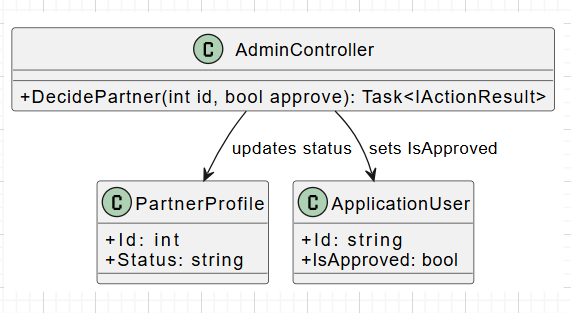 C AdminController
+DecidePartner(int id, bool approve): Task<IActionResult>
updates status
sets IsApproved
C PartnerProfile
+Id: int
+Status: string
C ApplicationUser
+Id: string
+IsApproved: bool